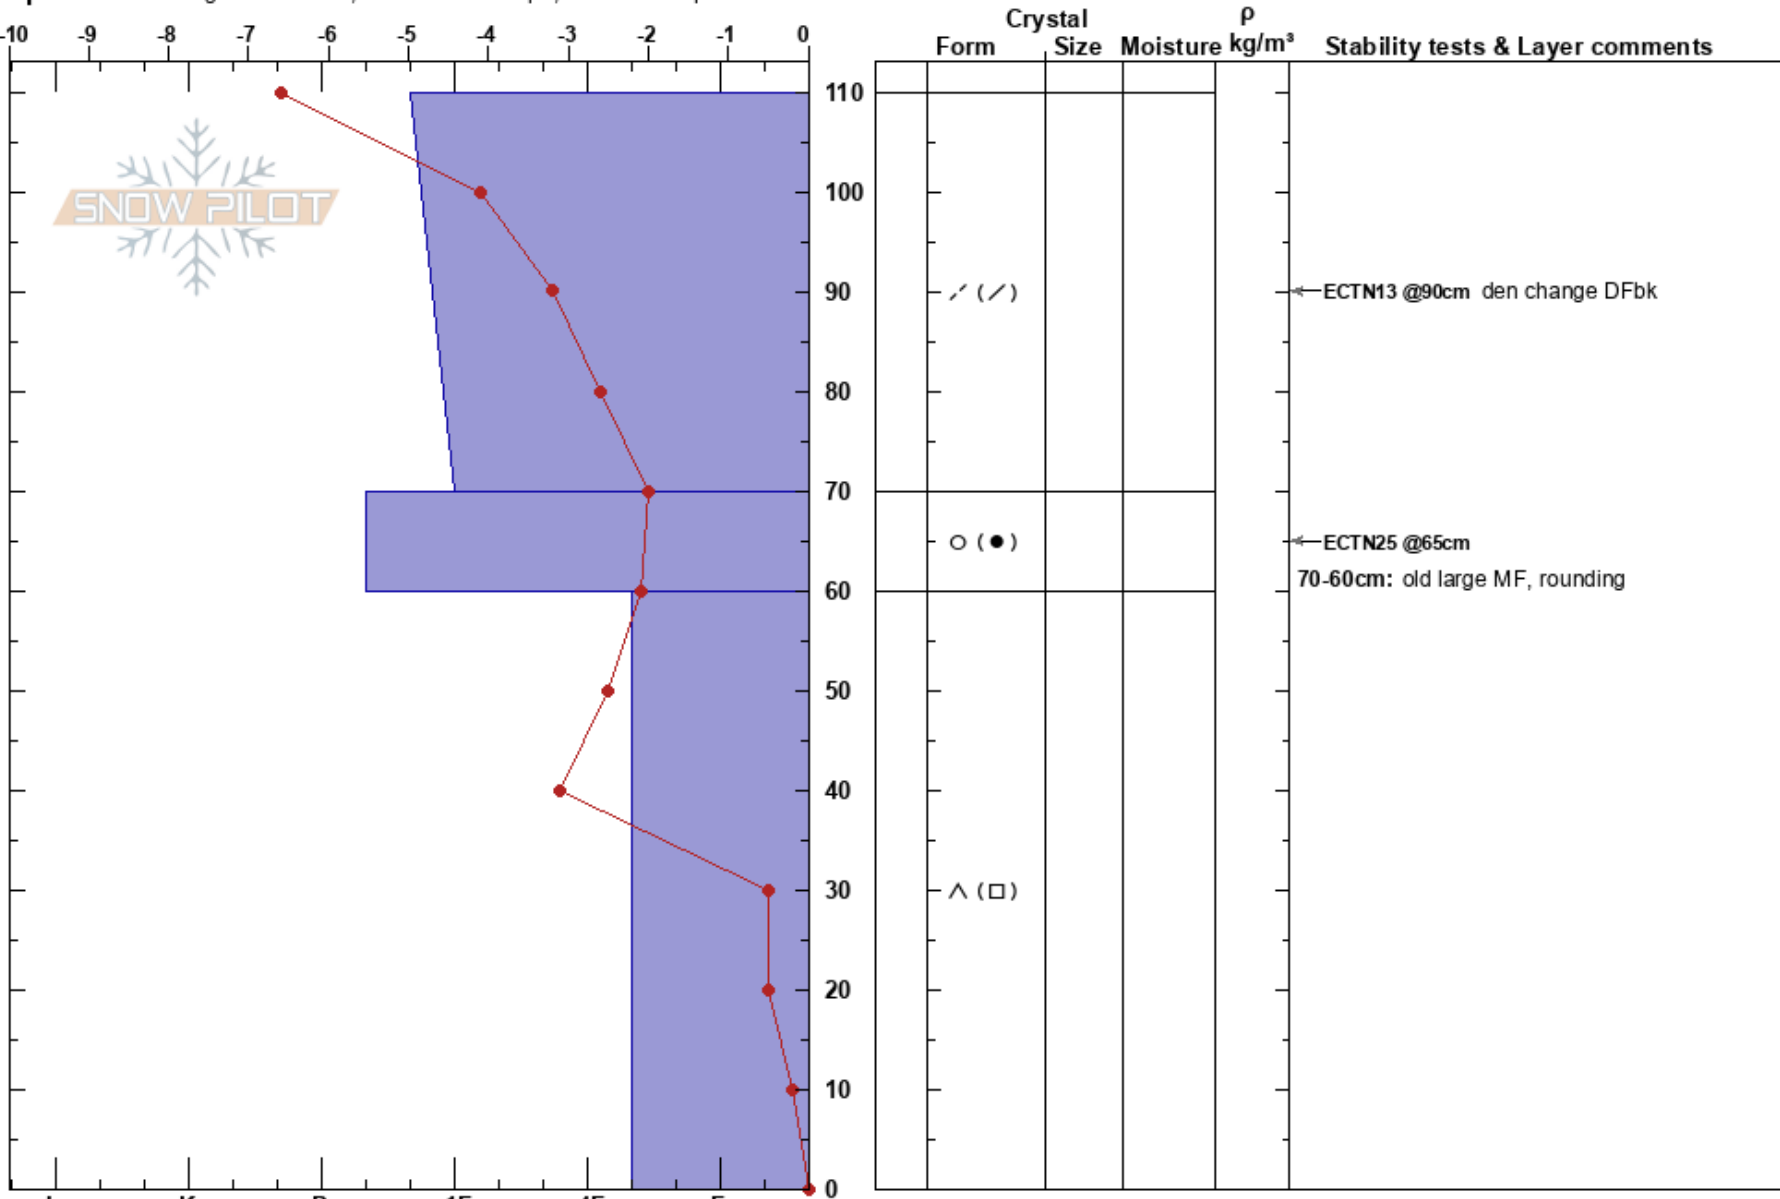 -10 -9 -8 -7 -6 -5 -4 -3 -2 -1 0
Crystal ρ
Form Size Moisture kg/m³ Stability tests & Layer comments
110
SNOW PILOT
100
90 ( ) ECTN13 @90cm den change DFbk
80
70
( ) ECTN25 @65cm
70-60cm: old large MF, rounding
60
50
40
30 ( )
20
10
0